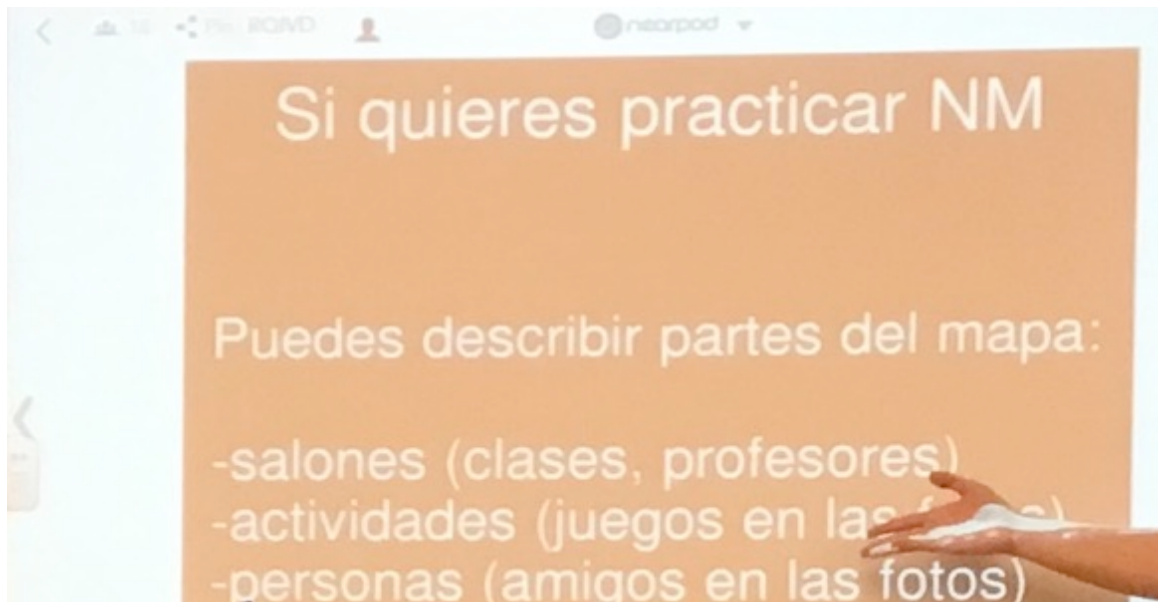 nearpod
Si quieres practicar NM
Puedes describir partes del mapa:
-salones (clases, profesores)
-actividades (juegos en las
-personas (amigos en las fotos)